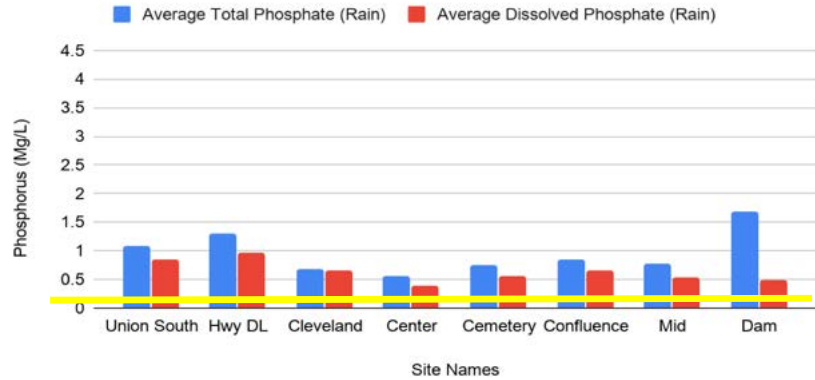 Average Total Phosphate (Rain) Average Dissolved Phosphate (Rain)
4.5
4
3.5
3
2.5
2
1.5
1
0.5
0
Phosphorus (Mg/L)
Union South Hwy DL Cleveland Center Cemetery Confluence Mid Dam
Site Names